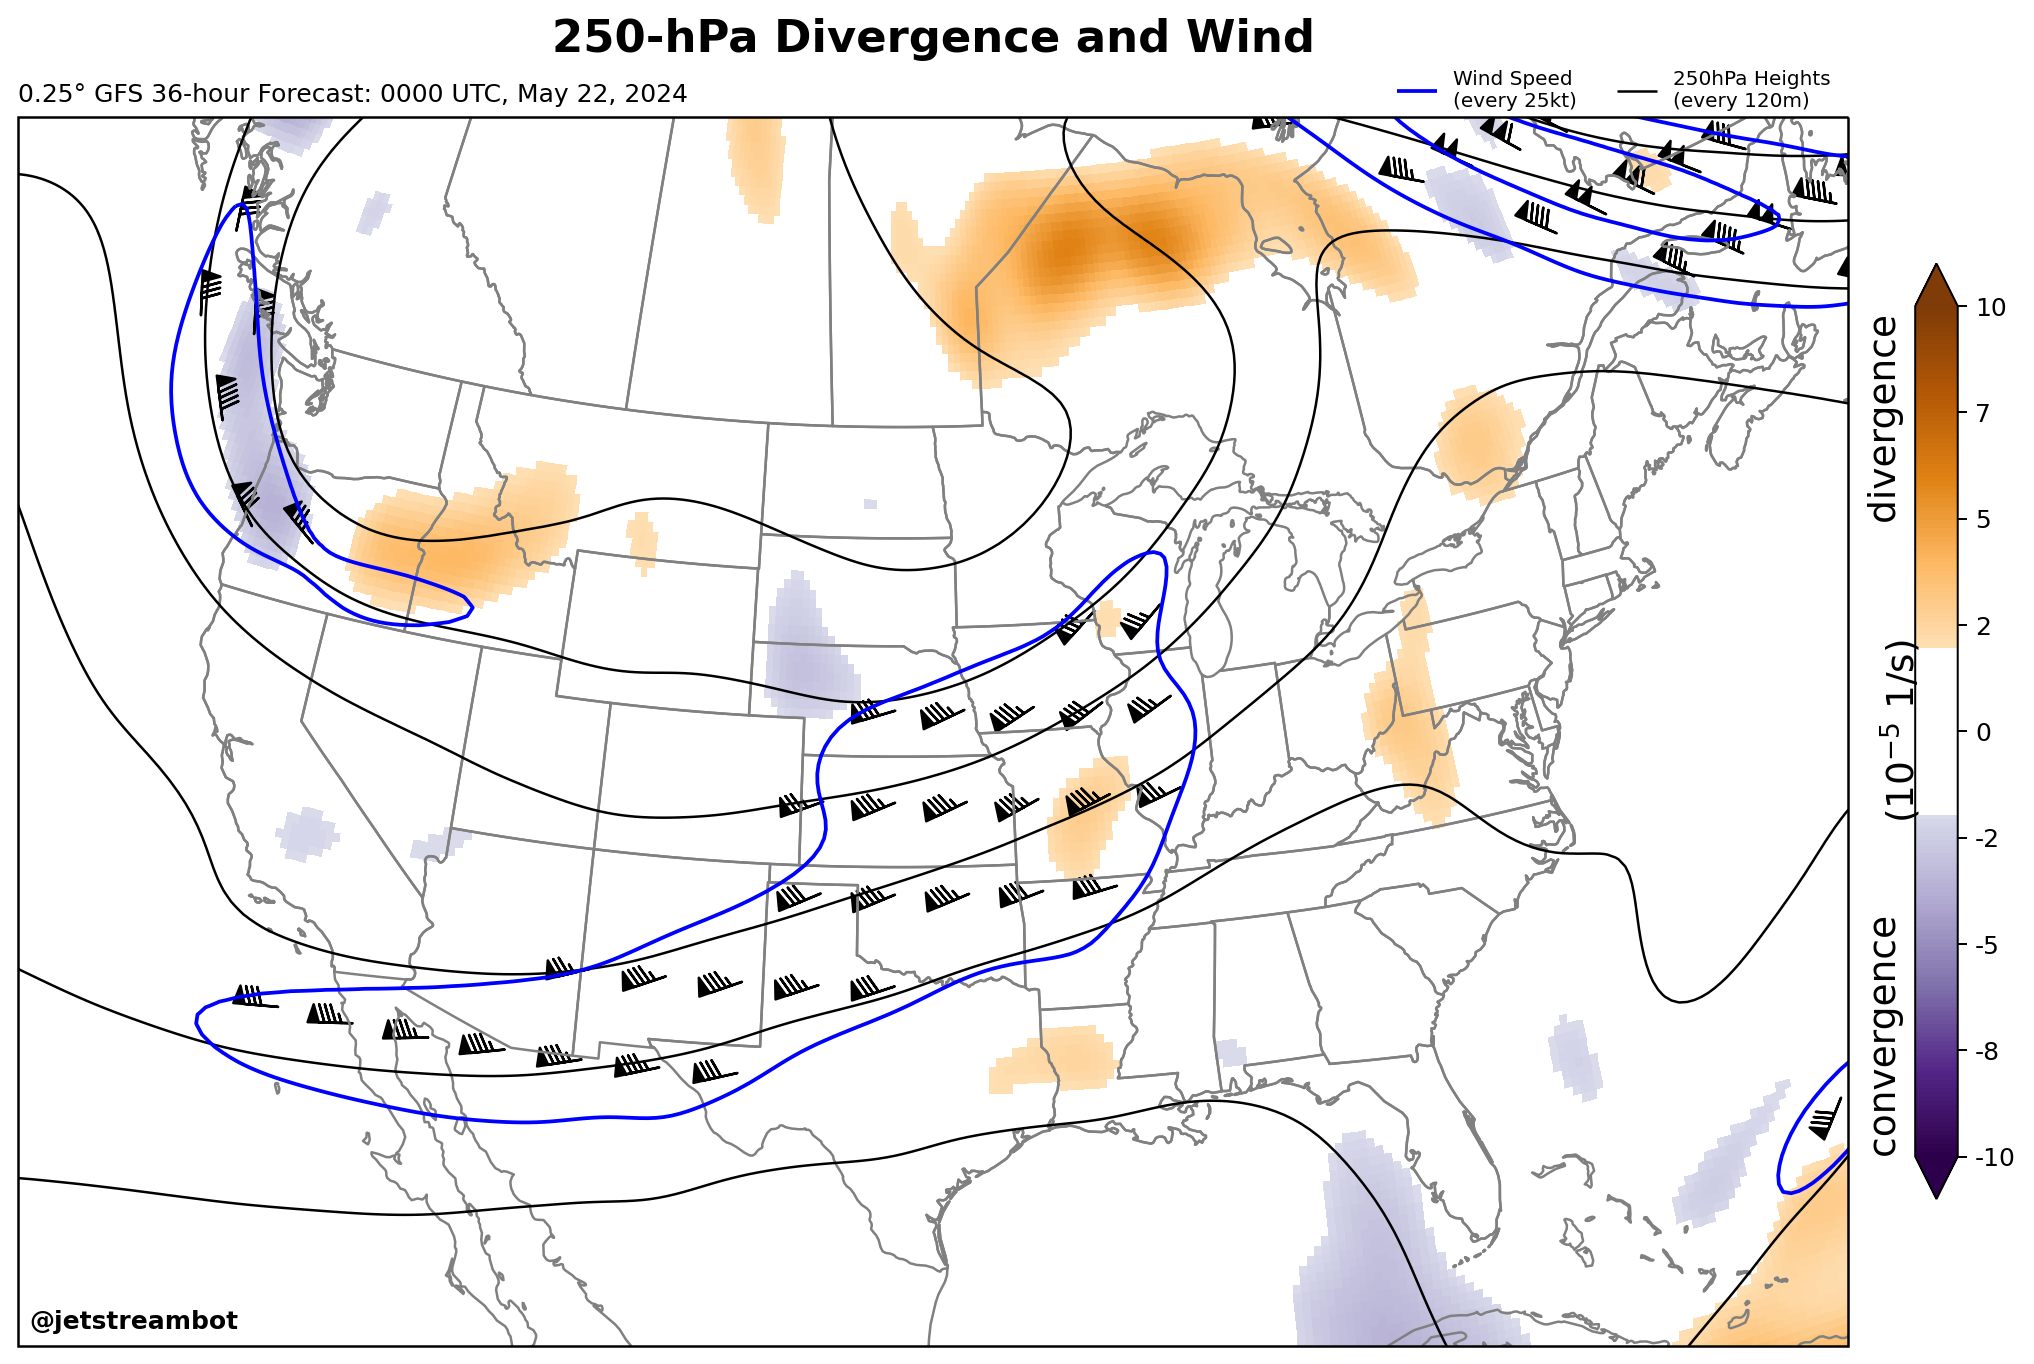 250-hPa Divergence and Wind
0.25° GFS 36-hour Forecast: 0000 UTC, May 22, 2024
Wind Speed
(every 25kt)
250hPa Heights
(every 120m)
10
7
5
2
0
-2
-5
-8
-10
divergence
(10⁻⁵ 1/s)
convergence
@jetstreambot